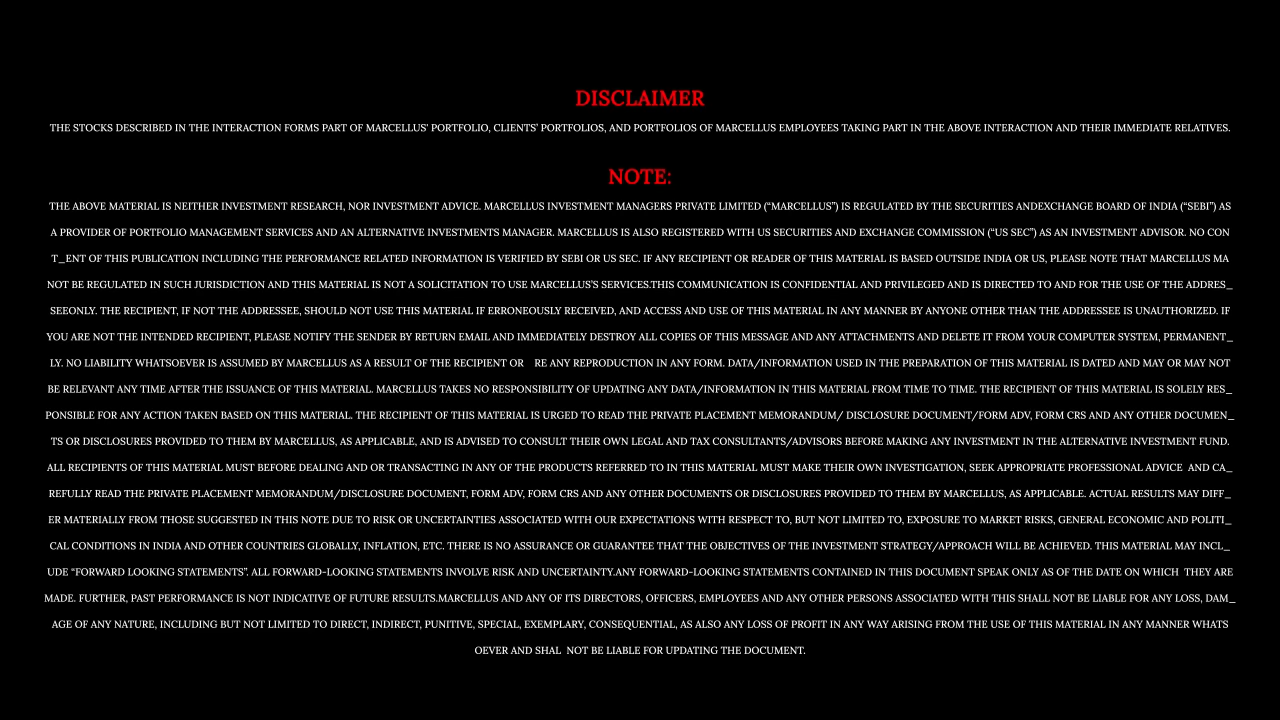 DISCLAIMER
THE STOCKS DESCRIBED IN THE INTERACTION FORMS PART OF MARCELLUS' PORTFOLIO, CLIENTS' PORTFOLIOS, AND PORTFOLIOS OF MARCELLUS EMPLOYEES TAKING PART IN THE ABOVE INTERACTION AND THEIR IMMEDIATE RELATIVES.
NOTE:
THE ABOVE MATERIAL IS NEITHER INVESTMENT RESEARCH, NOR INVESTMENT ADVICE. MARCELLUS INVESTMENT MANAGERS PRIVATE LIMITED (“MARCELLUS”) IS REGULATED BY THE SECURITIES ANDEXCHANGE BOARD OF INDIA (“SEBI”) AS
A PROVIDER OF PORTFOLIO MANAGEMENT SERVICES AND AN ALTERNATIVE INVESTMENTS MANAGER. MARCELLUS IS ALSO REGISTERED WITH US SECURITIES AND EXCHANGE COMMISSION (“US SEC”) AS AN INVESTMENT ADVISOR. NO CON
T_ENT OF THIS PUBLICATION INCLUDING THE PERFORMANCE RELATED INFORMATION IS VERIFIED BY SEBI OR US SEC. IF ANY RECIPIENT OR READER OF THIS MATERIAL IS BASED OUTSIDE INDIA OR US, PLEASE NOTE THAT MARCELLUS MA
NOT BE REGULATED IN SUCH JURISDICTION AND THIS MATERIAL IS NOT A SOLICITATION TO USE MARCELLUS'S SERVICES.THIS COMMUNICATION IS CONFIDENTIAL AND PRIVILEGED AND IS DIRECTED TO AND FOR THE USE OF THE ADDRES_
SEEONLY. THE RECIPIENT, IF NOT THE ADDRESSEE, SHOULD NOT USE THIS MATERIAL IF ERRONEOUSLY RECEIVED, AND ACCESS AND USE OF THIS MATERIAL IN ANY MANNER BY ANYONE OTHER THAN THE ADDRESSEE IS UNAUTHORIZED. IF
YOU ARE NOT THE INTENDED RECIPIENT, PLEASE NOTIFY THE SENDER BY RETURN EMAIL AND IMMEDIATELY DESTROY ALL COPIES OF THIS MESSAGE AND ANY ATTACHMENTS AND DELETE IT FROM YOUR COMPUTER SYSTEM, PERMANENT_
LY. NO LIABILITY WHATSOEVER IS ASSUMED BY MARCELLUS AS A RESULT OF THE RECIPIENT OR RE ANY REPRODUCTION IN ANY FORM. DATA/INFORMATION USED IN THE PREPARATION OF THIS MATERIAL IS DATED AND MAY OR MAY NOT
BE RELEVANT ANY TIME AFTER THE ISSUANCE OF THIS MATERIAL. MARCELLUS TAKES NO RESPONSIBILITY OF UPDATING ANY DATA/INFORMATION IN THIS MATERIAL FROM TIME TO TIME. THE RECIPIENT OF THIS MATERIAL IS SOLELY RES_
PONSIBLE FOR ANY ACTION TAKEN BASED ON THIS MATERIAL. THE RECIPIENT OF THIS MATERIAL IS URGED TO READ THE PRIVATE PLACEMENT MEMORANDUM/ DISCLOSURE DOCUMENT/FORM ADV, FORM CRS AND ANY OTHER DOCUMEN_
TS OR DISCLOSURES PROVIDED TO THEM BY MARCELLUS, AS APPLICABLE, AND IS ADVISED TO CONSULT THEIR OWN LEGAL AND TAX CONSULTANTS/ADVISORS BEFORE MAKING ANY INVESTMENT IN THE ALTERNATIVE INVESTMENT FUND.
ALL RECIPIENTS OF THIS MATERIAL MUST BEFORE DEALING AND OR TRANSACTING IN ANY OF THE PRODUCTS REFERRED TO IN THIS MATERIAL MUST MAKE THEIR OWN INVESTIGATION, SEEK APPROPRIATE PROFESSIONAL ADVICE AND CA_
REFULLY READ THE PRIVATE PLACEMENT MEMORANDUM/DISCLOSURE DOCUMENT, FORM ADV, FORM CRS AND ANY OTHER DOCUMENTS OR DISCLOSURES PROVIDED TO THEM BY MARCELLUS, AS APPLICABLE. ACTUAL RESULTS MAY DIFF_
ER MATERIALLY FROM THOSE SUGGESTED IN THIS NOTE DUE TO RISK OR UNCERTAINTIES ASSOCIATED WITH OUR EXPECTATIONS WITH RESPECT TO, BUT NOT LIMITED TO, EXPOSURE TO MARKET RISKS, GENERAL ECONOMIC AND POLITI_
CAL CONDITIONS IN INDIA AND OTHER COUNTRIES GLOBALLY, INFLATION, ETC. THERE IS NO ASSURANCE OR GUARANTEE THAT THE OBJECTIVES OF THE INVESTMENT STRATEGY/APPROACH WILL BE ACHIEVED. THIS MATERIAL MAY INCL_
UDE “FORWARD LOOKING STATEMENTS”. ALL FORWARD-LOOKING STATEMENTS INVOLVE RISK AND UNCERTAINTY.ANY FORWARD-LOOKING STATEMENTS CONTAINED IN THIS DOCUMENT SPEAK ONLY AS OF THE DATE ON WHICH THEY ARE
MADE. FURTHER, PAST PERFORMANCE IS NOT INDICATIVE OF FUTURE RESULTS.MARCELLUS AND ANY OF ITS DIRECTORS, OFFICERS, EMPLOYEES AND ANY OTHER PERSONS ASSOCIATED WITH THIS SHALL NOT BE LIABLE FOR ANY LOSS, DAM_
AGE OF ANY NATURE, INCLUDING BUT NOT LIMITED TO DIRECT, INDIRECT, PUNITIVE, SPECIAL, EXEMPLARY, CONSEQUENTIAL, AS ALSO ANY LOSS OF PROFIT IN ANY WAY ARISING FROM THE USE OF THIS MATERIAL IN ANY MANNER WHATS
OEVER AND SHAL NOT BE LIABLE FOR UPDATING THE DOCUMENT.